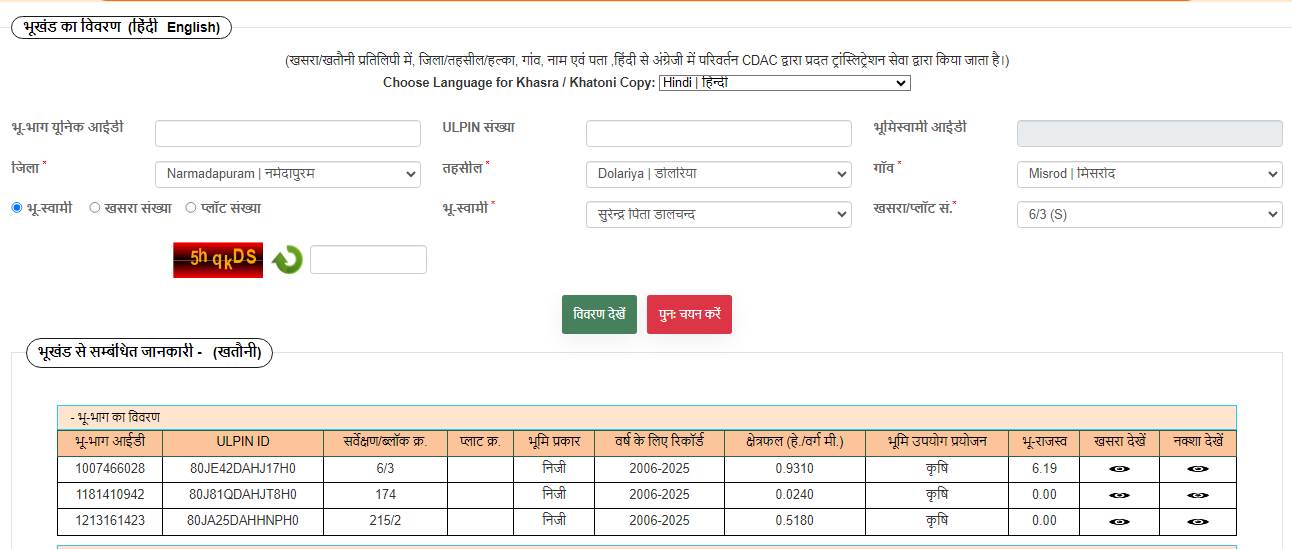 भूखंड का विवरण (हिंदी English)
(खसरा/खतौनी प्रतिलिपी में, जिला/तहसील/हल्का, गांव, नाम एवं पता ,हिंदी से अंग्रेजी में परिवर्तन CDAC द्वारा प्रदत ट्रांस्लिट्रेशन सेवा द्वारा किया जाता है।)
Choose Language for Khasra / Khatoni Copy: Hindi | हिन्दी
भू-भाग यूनिक आईडी ULPIN संख्या भूमिस्वामी आईडी
जिला * Narmadapuram | नर्मदापुरम तहसील * Dolariya | डोलरिया गाँव * Misrod | मिसरोद
भू-स्वामी खसरा संख्या प्लॉट संख्या भू-स्वामी * सुरेन्द्र पिता डालचन्द खसरा/प्लॉट सं.* 6/3 (S)
5hqkDS
विवरण देखें पुनः चयन करें
भूखंड से सम्बंधित जानकारी - (खतौनी)
- भू-भाग का विवरण
भू-भाग आईडी ULPIN ID सर्वेक्षण/ब्लॉक क्र. प्लाट क्र. भूमि प्रकार वर्ष के लिए रिकॉर्ड क्षेत्रफल (हे./वर्ग मी.) भूमि उपयोग प्रयोजन भू-राजस्व खसरा देखें नक्शा देखें
1007466028 80JE42DAHJ17H0 6/3 निजी 2006-2025 0.9310 कृषि 6.19
1181410942 80J81QDAHJT8H0 174 निजी 2006-2025 0.0240 कृषि 0.00
1213161423 80JA25DAHHNPH0 215/2 निजी 2006-2025 0.5180 कृषि 0.00